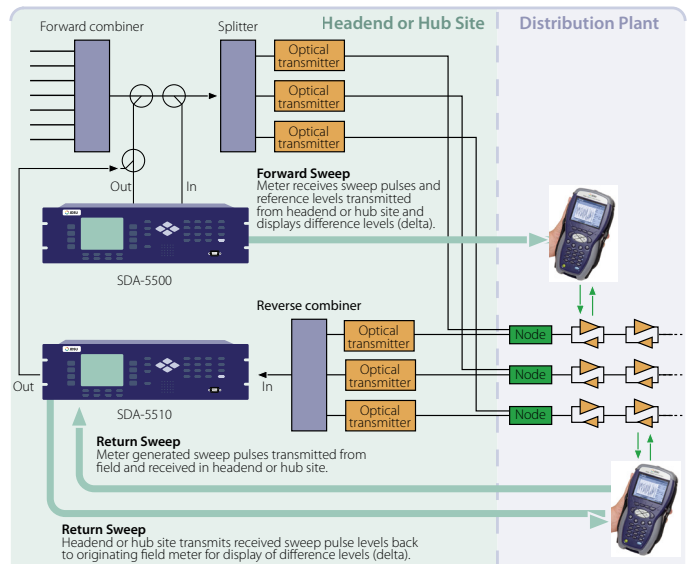 Forward combiner
Splitter
Headend or Hub Site
Distribution Plant
Optical
transmitter
Optical
transmitter
Optical
transmitter
Out
In
Forward Sweep
Meter receives sweep pulses and
reference levels transmitted
from headend or hub site and
displays difference levels (delta).
JDSU
SDA-5500
Reverse combiner
Optical
transmitter
Optical
transmitter
Optical
transmitter
Node
Node
Node
JDSU
Out
In
SDA-5510
Return Sweep
Meter generated sweep pulses transmitted from
field and received in headend or hub site.
Return Sweep
Headend or hub site transmits received sweep pulse levels back
to originating field meter for display of difference levels (delta).